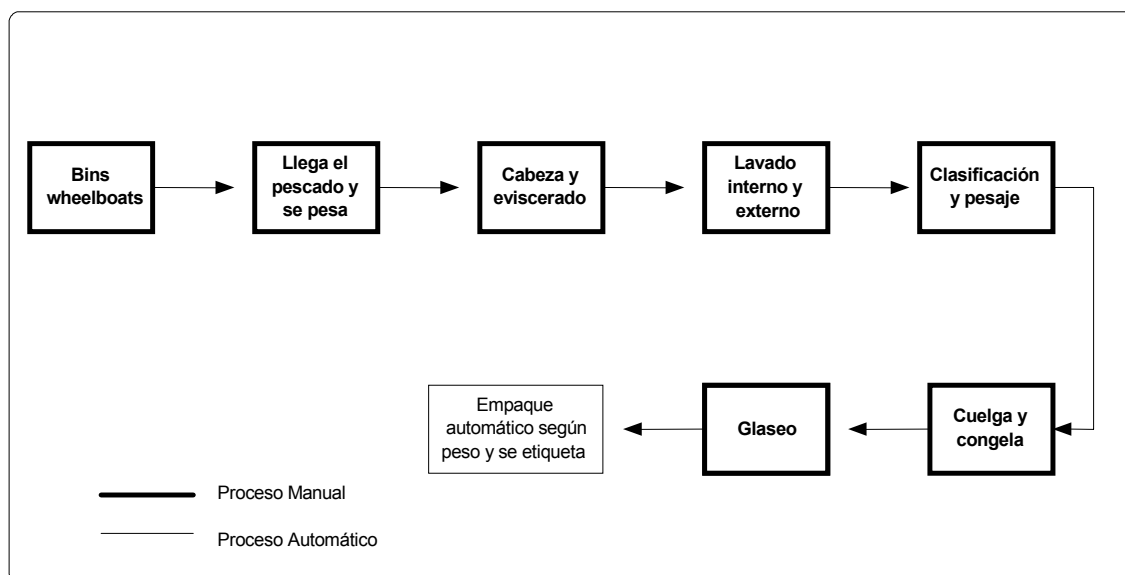 Bins
wheelboats
Llega el
pescado y
se pesa
Cabeza y
eviscerado
Lavado
interno y
externo
Clasificación
y pesaje
Cuelga y
congela
Glaseo
Empaque
automático según
peso y se etiqueta
Proceso Manual
Proceso Automático